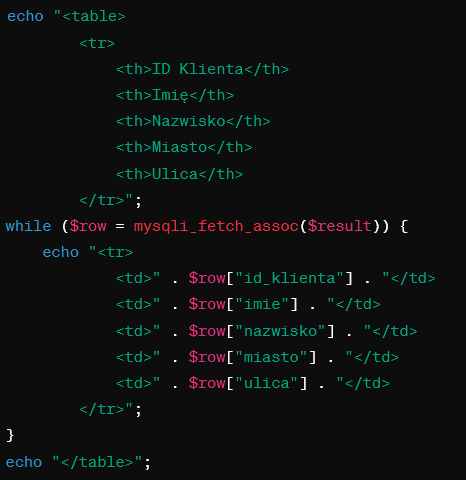 echo "<table>
<tr>
<th>ID Klienta</th>
<th>Imię</th>
<th>Nazwisko</th>
<th>Miasto</th>
<th>Ulica</th>
</tr>";
while ($row = mysqli_fetch_assoc($result)) {
echo "<tr>
<td>" . $row["id_klienta"] . "</td>
<td>" . $row["imie"] . "</td>
<td>" . $row["nazwisko"] . "</td>
<td>" . $row["miasto"] . "</td>
<td>" . $row["ulica"] . "</td>
</tr>";
}
echo "</table>";